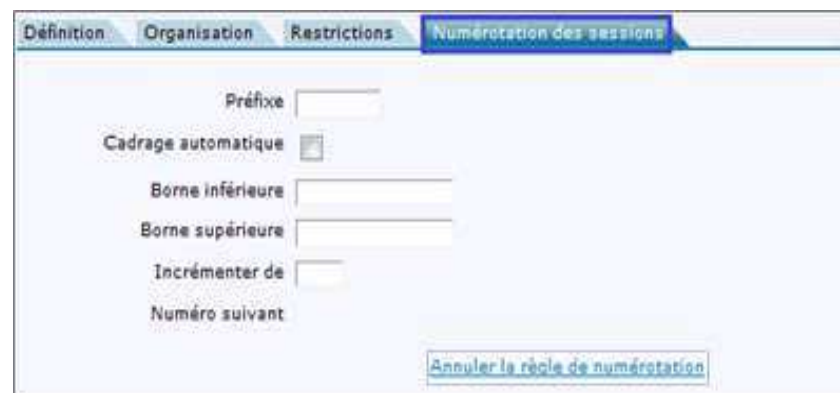 Définition Organisation Restrictions Numérotation des sessions
Préfixe
Cadrage automatique
Borne inférieure
Borne supérieure
Incrémenter de
Numéro suivant
Annuler la règle de numérotation